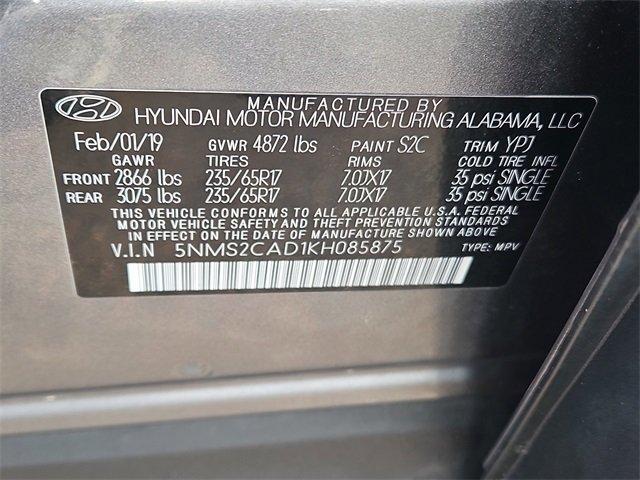 MANUFACTURED BY
HYUNDAI MOTOR MANUFACTURING ALABAMA, LLC
Feb/01/19 GVWR 4872 lbs PAINT S2C TRIM YPJ
GAWR TIRES RIMS COLD TIRE INFL
FRONT 2866 lbs 235/65R17 7.0JX17 35 psi SINGLE
REAR 3075 lbs 235/65R17 7.0JX17 35 psi SINGLE
THIS VEHICLE CONFORMS TO ALL APPLICABLE U.S.A. FEDERAL
MOTOR VEHICLE SAFETY AND THEFT PREVENTION STANDARDS
IN EFFECT ON THE DATE OF MANUFACTURE SHOWN ABOVE
V.I.N 5NMS2CAD1KH085875 TYPE: MPV